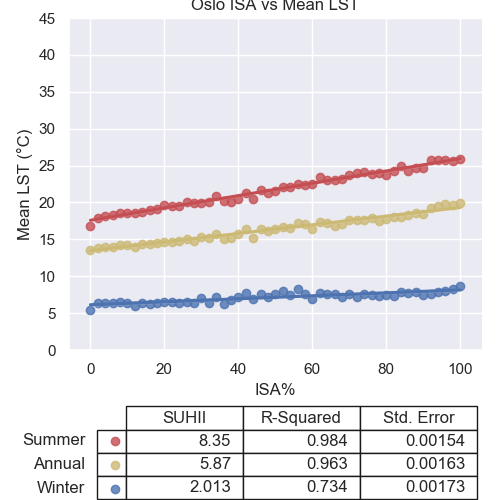 Oslo ISA vs Mean LST
45
40
35
30
25
20
15
10
5
0
Mean LST (°C)
0 20 40 60 80 100
ISA%
SUHII R-Squared Std. Error
Summer 8.35 0.984 0.00154
Annual 5.87 0.963 0.00163
Winter 2.013 0.734 0.00173